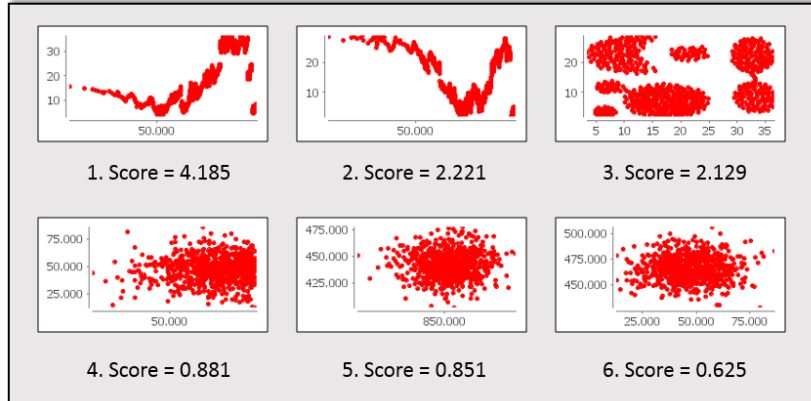 30
20
10
50.000
1. Score = 4.185
20
10
50.000
2. Score = 2.221
20
10
5 10 15 20 25 30 35
3. Score = 2.129
75.000
50.000
25.000
50.000
4. Score = 0.881
475.000
450.000
425.000
850.000
5. Score = 0.851
500.000
475.000
450.000
25.000 50.000 75.000
6. Score = 0.625